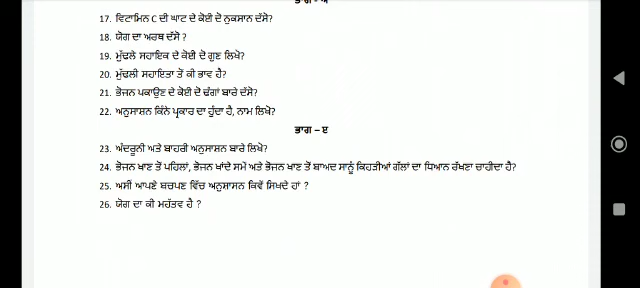 ਭਾਗ - ਅ
17. ਵਿਟਾਮਿਨ C ਦੀ ਘਾਟ ਦੇ ਕੋਈ ਦੋ ਨੁਕਸਾਨ ਦੱਸੋ?
18. ਯੋਗ ਦਾ ਅਰਥ ਦੱਸੋ ?
19. ਮੁੱਢਲੇ ਸਹਾਇਕ ਦੇ ਕੋਈ ਦੋ ਗੁਣ ਲਿਖੋ?
20. ਮੁੱਢਲੀ ਸਹਾਇਤਾ ਤੋਂ ਕੀ ਭਾਵ ਹੈ?
21. ਭੋਜਨ ਪਕਾਉਣ ਦੇ ਕੋਈ ਦੋ ਢੰਗਾਂ ਬਾਰੇ ਦੱਸੋ?
22. ਅਨੁਸਾਸ਼ਨ ਕਿੰਨੇ ਪ੍ਰਕਾਰ ਦਾ ਹੁੰਦਾ ਹੈ, ਨਾਮ ਲਿਖੋ?
ਭਾਗ – ੲ
23. ਅੰਦਰੂਨੀ ਅਤੇ ਬਾਹਰੀ ਅਨੁਸਾਸ਼ਨ ਬਾਰੇ ਲਿਖੋ?
24. ਭੋਜਨ ਖਾਣ ਤੋਂ ਪਹਿਲਾਂ, ਭੋਜਨ ਖਾਂਦੇ ਸਮੇਂ ਅਤੇ ਭੋਜਨ ਖਾਣ ਤੋਂ ਬਾਅਦ ਸਾਨੂੰ ਕਿਹੜੀਆਂ ਗੱਲਾਂ ਦਾ ਧਿਆਨ ਰੱਖਣਾ ਚਾਹੀਦਾ ਹੈ?
25. ਅਸੀਂ ਆਪਣੇ ਬਚਪਣ ਵਿੱਚ ਅਨੁਸ਼ਾਸਨ ਕਿਵੇਂ ਸਿਖਦੇ ਹਾਂ ?
26. ਯੋਗ ਦਾ ਕੀ ਮਹੱਤਵ ਹੈ ?